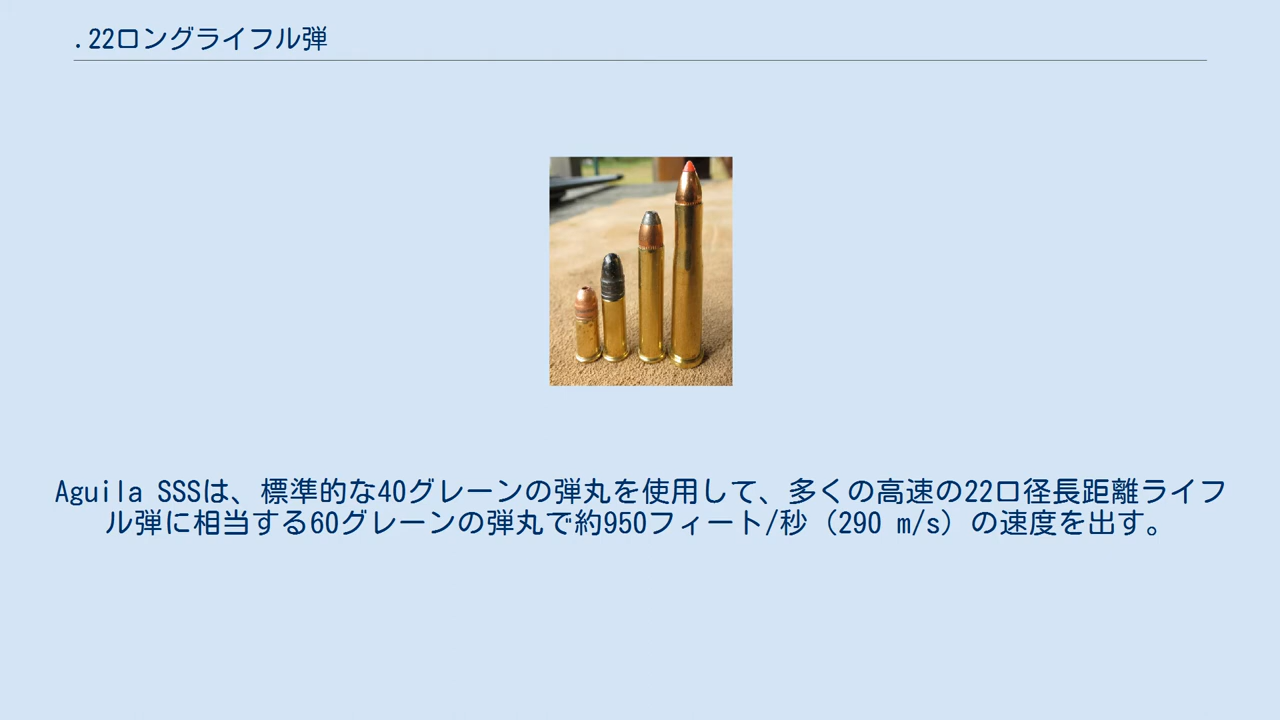 .22ロングライフル弾
Aguila SSSは、標準的な40グレーンの弾丸を使用して、多くの高速の22口径長距離ライフ
ル弾に相当する60グレーンの弾丸で約950フィート/秒（290 m/s）の速度を出す。